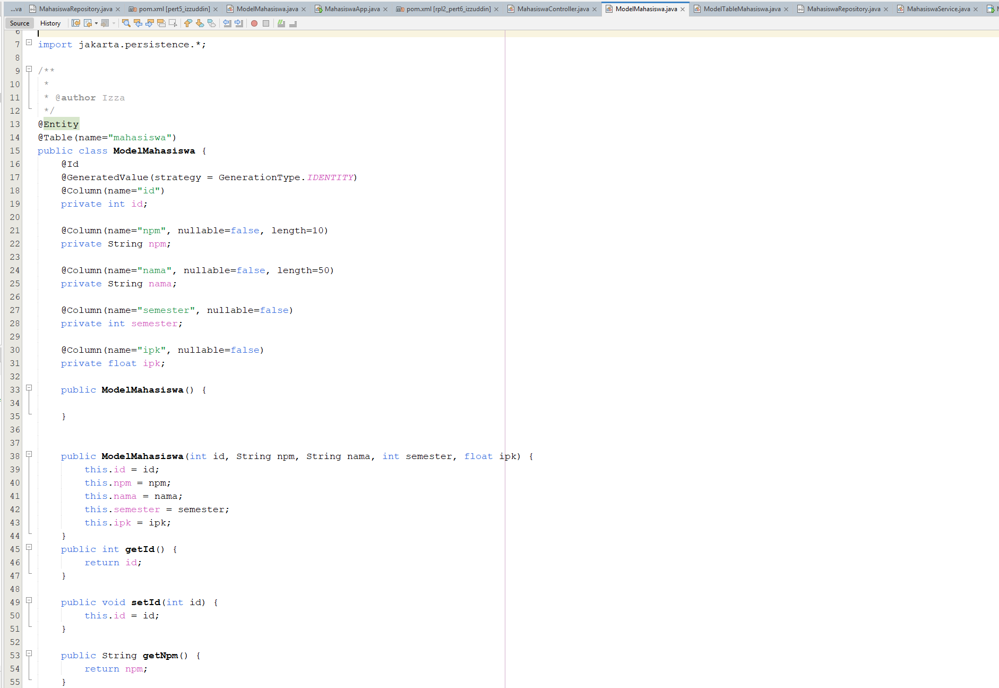 ...va MahasiswaRepository.java pom.xml [pert5_izzuddin] ModelMahasiswa.java MahasiswaApp.java pom.xml [rpl2_pert6_izzuddin] MahasiswaController.java ModelMahasiswa.java ModelTableMahasiswa.java MahasiswaRepository.java MahasiswaService.java
Source History
6
7 import jakarta.persistence.*;
8
9 /**
10 *
11 * @author Izza
12 */
13 @Entity
14 @Table(name="mahasiswa")
15 public class ModelMahasiswa {
16 @Id
17 @GeneratedValue(strategy = GenerationType.IDENTITY)
18 @Column(name="id")
19 private int id;
20
21 @Column(name="npm", nullable=false, length=10)
22 private String npm;
23
24 @Column(name="nama", nullable=false, length=50)
25 private String nama;
26
27 @Column(name="semester", nullable=false)
28 private int semester;
29
30 @Column(name="ipk", nullable=false)
31 private float ipk;
32
33 public ModelMahasiswa() {
34
35 }
36
37
38 public ModelMahasiswa(int id, String npm, String nama, int semester, float ipk) {
39 this.id = id;
40 this.npm = npm;
41 this.nama = nama;
42 this.semester = semester;
43 this.ipk = ipk;
44 }
45 public int getId() {
46 return id;
47 }
48
49 public void setId(int id) {
50 this.id = id;
51 }
52
53 public String getNpm() {
54 return npm;
55 }